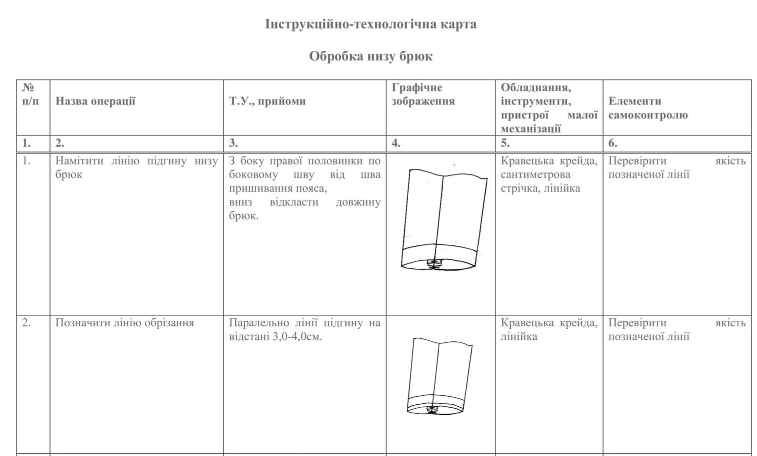 Інструкційно-технологічна карта
Обробка низу брюк
№ п/п
Назва операції
Т.У., прийоми
Графічне
зображення
Обладнання,
інструменти,
пристрої малої
механізації
Елементи
самоконтролю
1. 2. 3. 4. 5. 6.
1.
Намітити лінію підгину низу
брюк
З боку правої половинки по
боковому шву від шва
пришивання пояса,
вниз відкласти довжину
брюк.
Кравецька крейда,
сантиметрова
стрічка, лінійка
Перевірити якість
позначеної лінії
2.
Позначити лінію обрізання
Паралельно лінії підгину на
відстані 3,0-4,0см.
Кравецька крейда,
лінійка
Перевірити якість
позначеної лінії